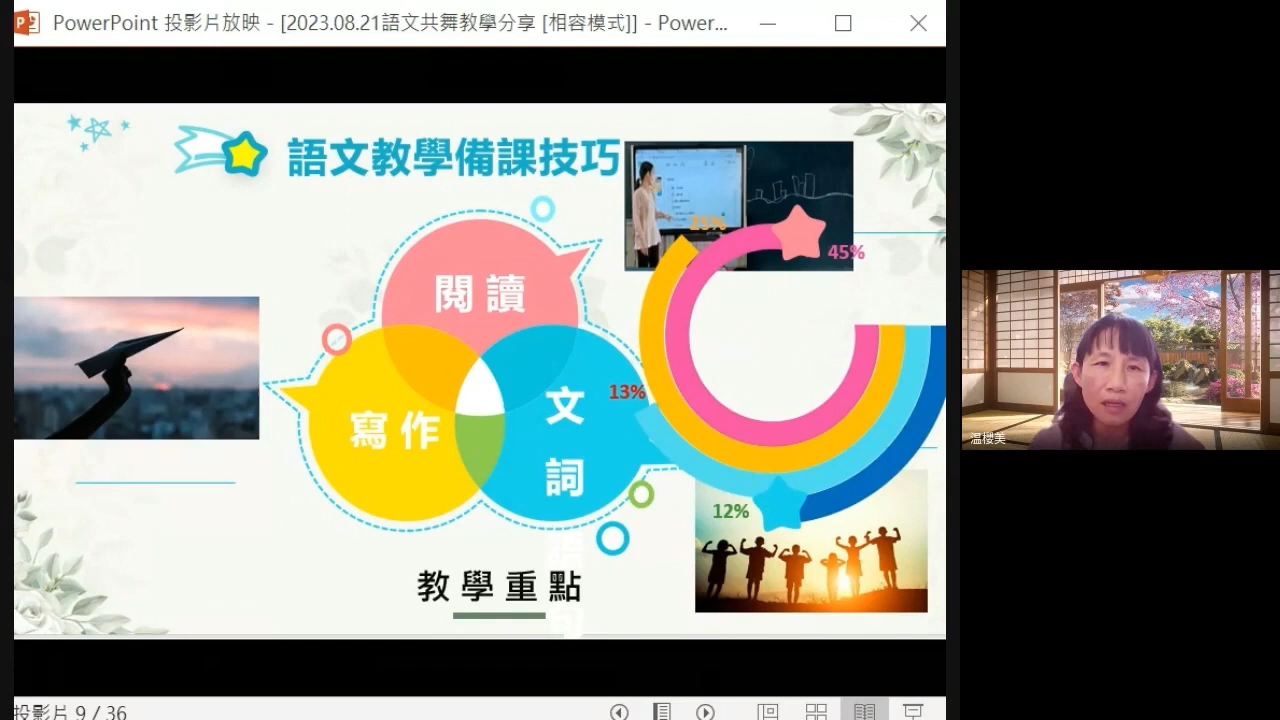 PowerPoint 投影片放映 - [2023.08.21語文共舞教學分享 [相容模式]] - Power...
語文教學備課技巧
25%
45%
閱 讀
13%
寫 作
文
詞
12%
教 學 重 點
温櫻美
投影片 9 / 36